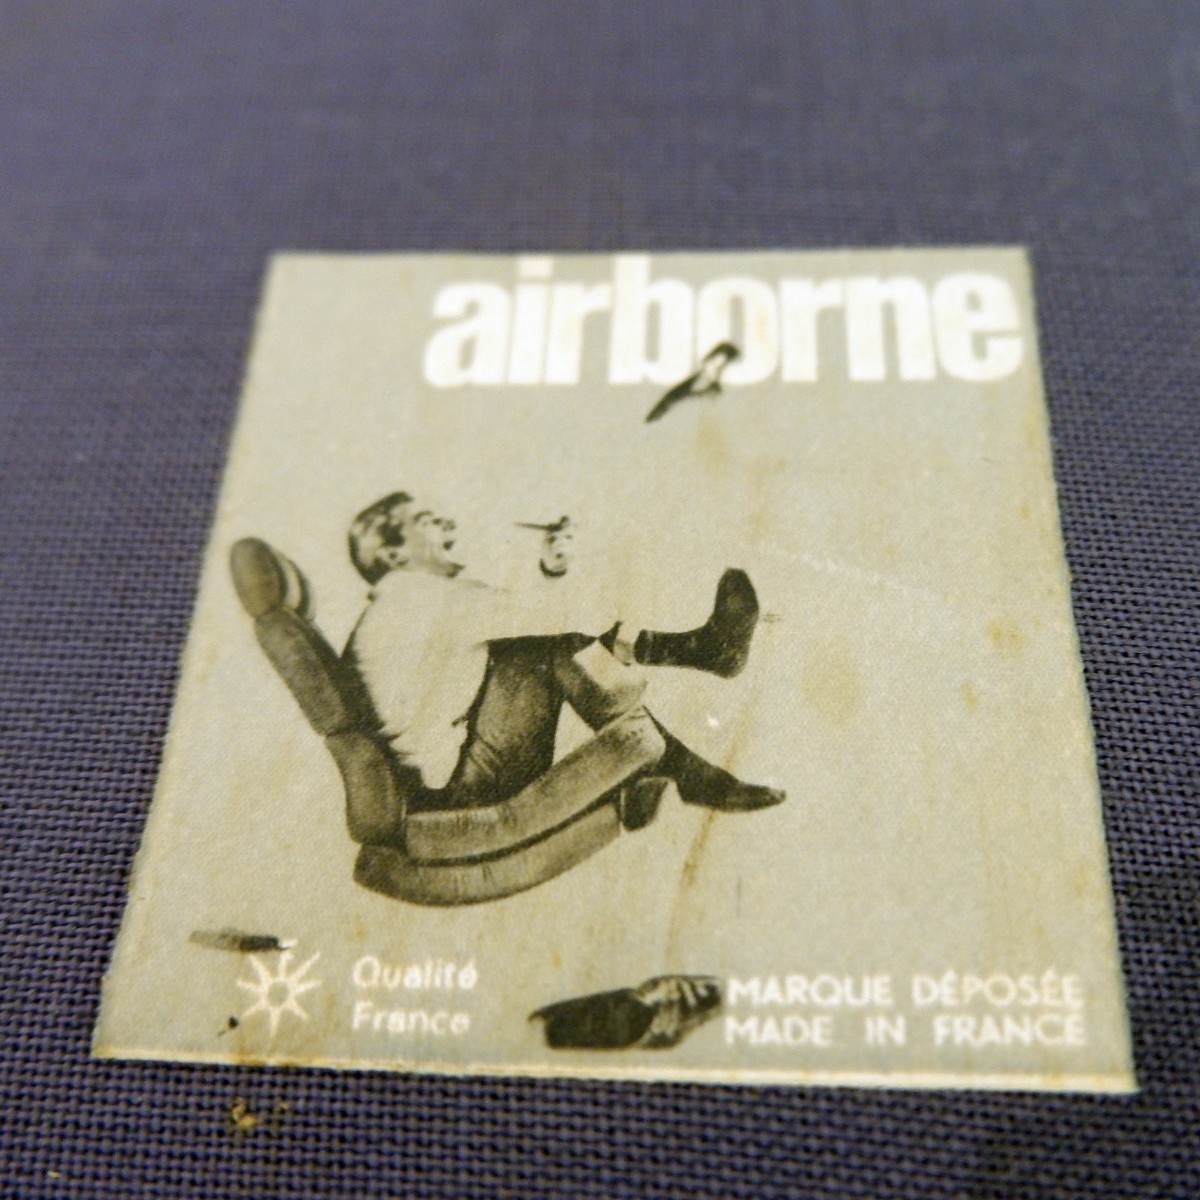 airborne
Qualité
France
MARQUE DÉPOSÉE
MADE IN FRANCE